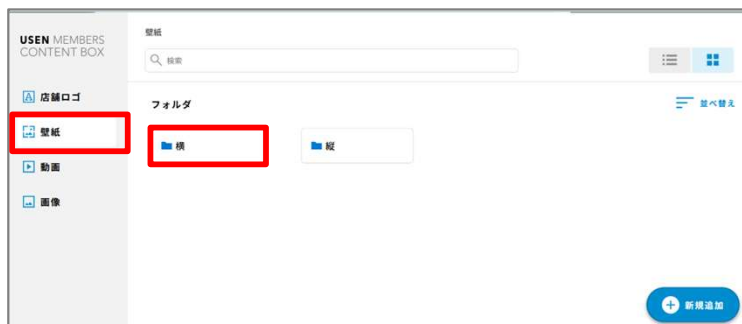 USEN MEMBERS
CONTENT BOX
店舗ロゴ
壁紙
動画
画像
壁紙
検索
フォルダ
並べ替え
横
縦
新規追加